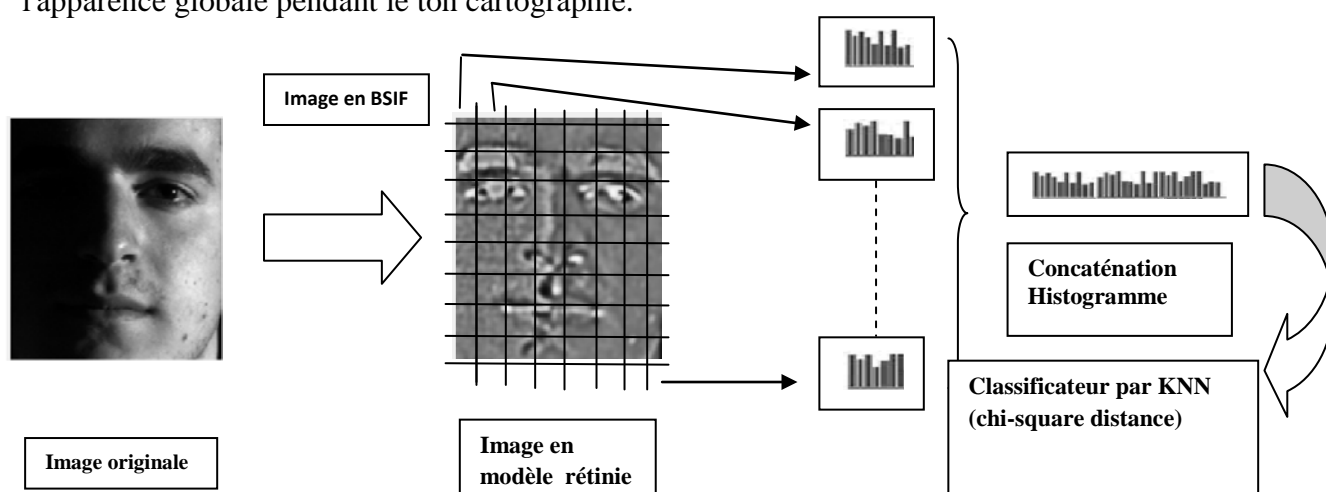 l'apparence globale pendant le ton cartographie.
Image en BSIF
Concaténation
Histogramme
Classificateur par KNN
(chi-square distance)
Image originale
Image en
modèle rétinie